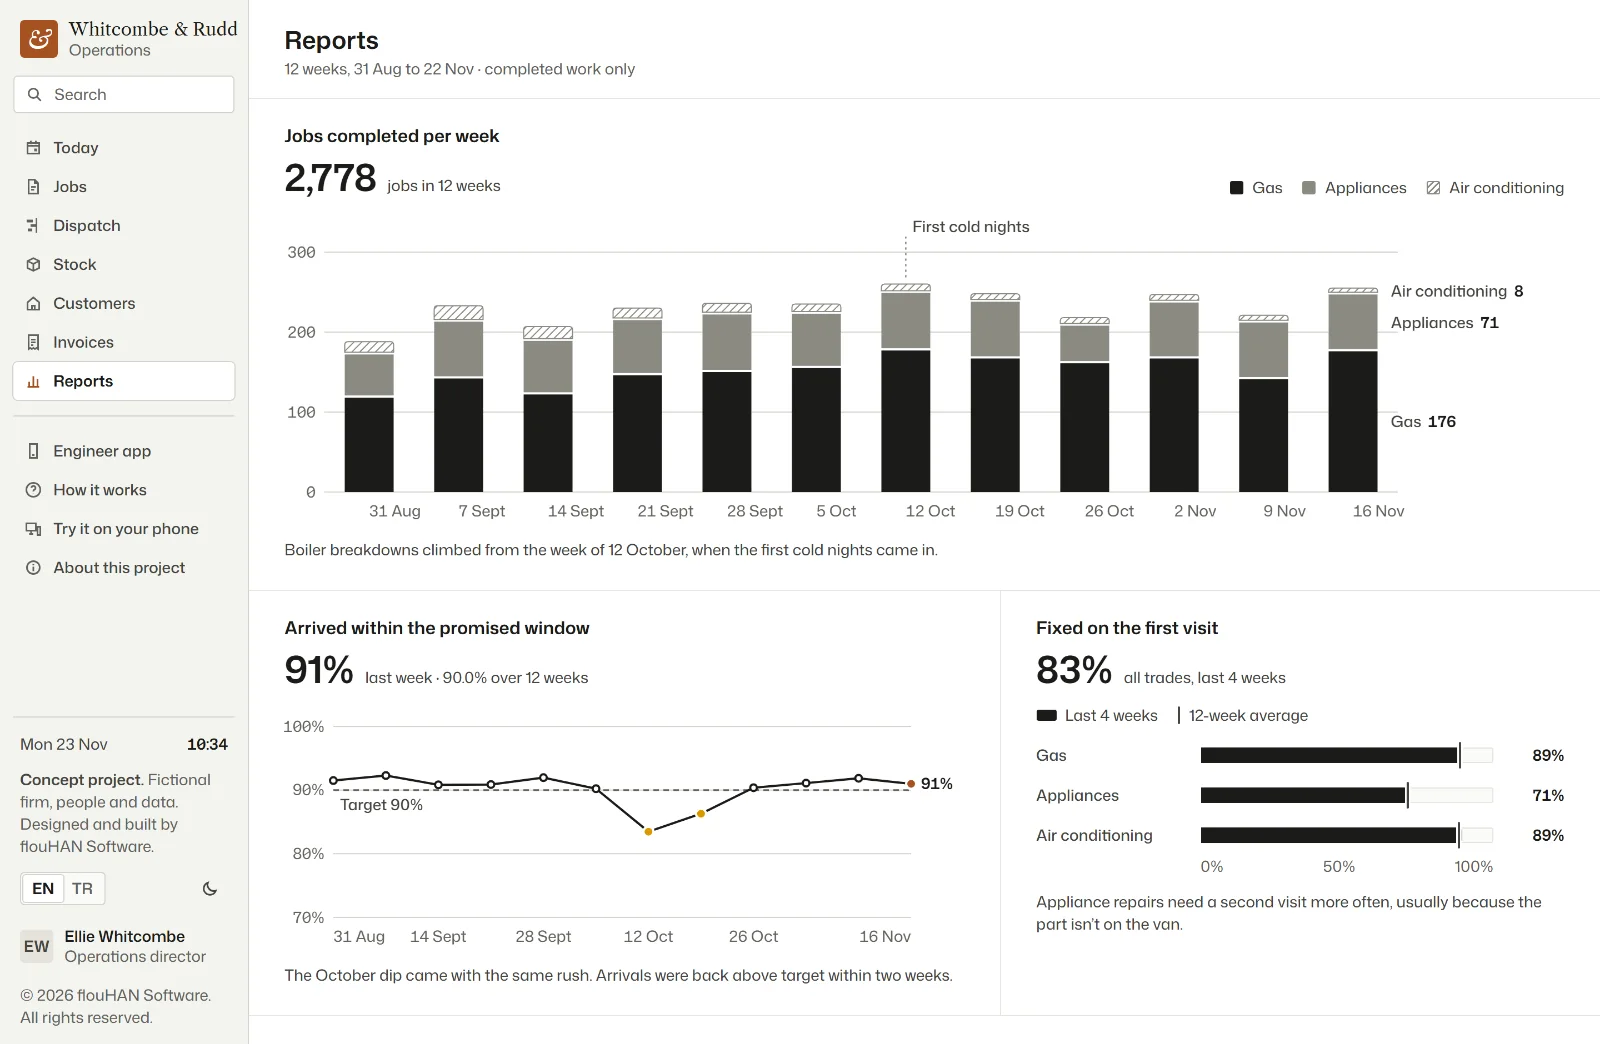 &
Whitcombe & Rudd
Operations
Search
Today
Jobs
Dispatch
Stock
Customers
Invoices
Reports
Engineer app
How it works
Try it on your phone
About this project
Mon 23 Nov 10:34
Concept project. Fictional
firm, people and data.
Designed and built by
flouHAN Software.
EN TR
EW
Ellie Whitcombe
Operations director
© 2026 flouHAN Software.
All rights reserved.
Reports
12 weeks, 31 Aug to 22 Nov · completed work only
Jobs completed per week
2,778 jobs in 12 weeks
Gas Appliances Air conditioning
First cold nights
300
200
100
0
Air conditioning 8
Appliances 71
Gas 176
31 Aug 7 Sept 14 Sept 21 Sept 28 Sept 5 Oct 12 Oct 19 Oct 26 Oct 2 Nov 9 Nov 16 Nov
Boiler breakdowns climbed from the week of 12 October, when the first cold nights came in.
Arrived within the promised window
91% last week · 90.0% over 12 weeks
100%
90%
80%
70%
Target 90%
91%
31 Aug 14 Sept 28 Sept 12 Oct 26 Oct 16 Nov
The October dip came with the same rush. Arrivals were back above target within two weeks.
Fixed on the first visit
83% all trades, last 4 weeks
Last 4 weeks 12-week average
Gas 89%
Appliances 71%
Air conditioning 89%
0% 50% 100%
Appliance repairs need a second visit more often, usually because the
part isn’t on the van.